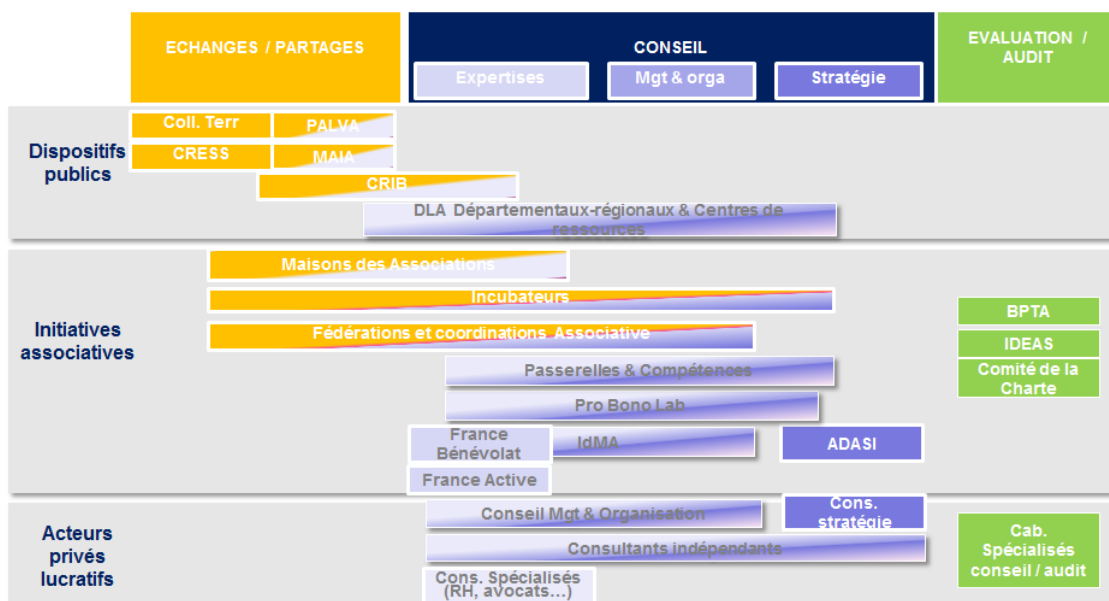 ECHANGES / PARTAGES
CONSEIL
EVALUATION /
AUDIT
Expertises
Mgt & orga
Stratégie
Dispositifs
publics
Coll. Terr
PALVA
CRESS
MAIA
CRIB
DLA Départementaux-régionaux & Centres de
ressources
Initiatives
associatives
Maisons des Associations
Incubateurs
Fédérations et coordinations Associative
Passerelles & Compétences
Pro Bono Lab
France
Bénévolat
IdMA
ADASI
France Active
BPTA
IDEAS
Comité de la
Charte
Acteurs
privés
lucratifs
Conseil Mgt & Organisation
Cons.
stratégie
Consultants indépendants
Cons. Spécialisés
(RH, avocats…)
Cab.
Spécialisés
conseil / audit